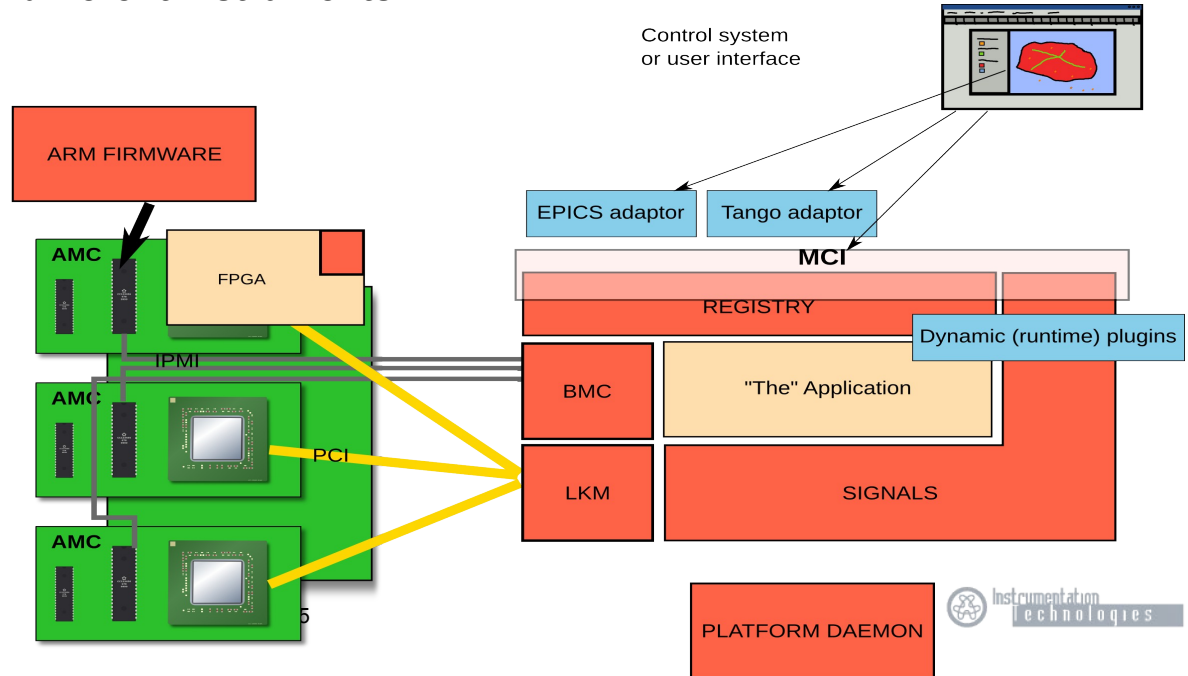 Control system
or user interface
ARM FIRMWARE
EPICS adaptor
Tango adaptor
AMC
FPGA
MCI
REGISTRY
Dynamic (runtime) plugins
IPMI
BMC
"The" Application
AMC
PCI
LKM
SIGNALS
AMC
5
PLATFORM DAEMON
Instrumentation
Technologies